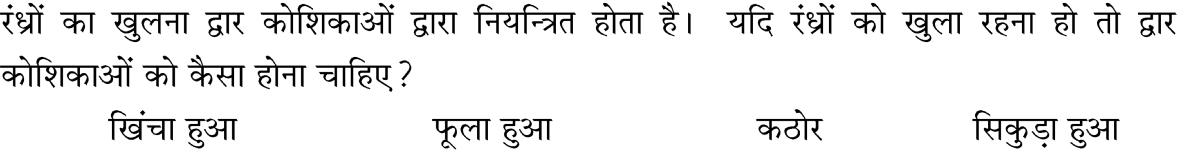 रंध्रों का खुलना द्वार कोशिकाओं द्वारा नियन्त्रित होता है। यदि रंध्रों को खुला रहना हो तो द्वार
कोशिकाओं को कैसा होना चाहिए?
खिंचा हुआ फूला हुआ कठोर सिकुड़ा हुआ